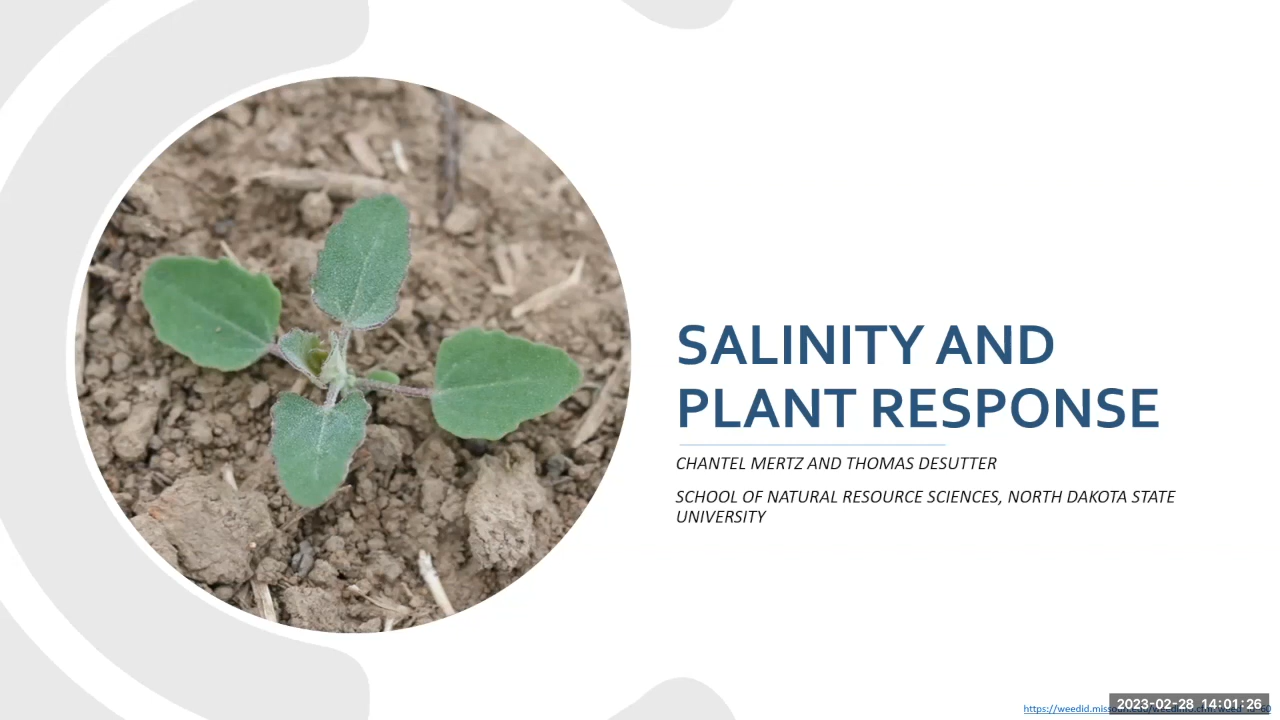 SALINITY AND
PLANT RESPONSE
CHANTEL MERTZ AND THOMAS DESUTTER
SCHOOL OF NATURAL RESOURCE SCIENCES, NORTH DAKOTA STATE
UNIVERSITY
2023-02-28 14:01:26